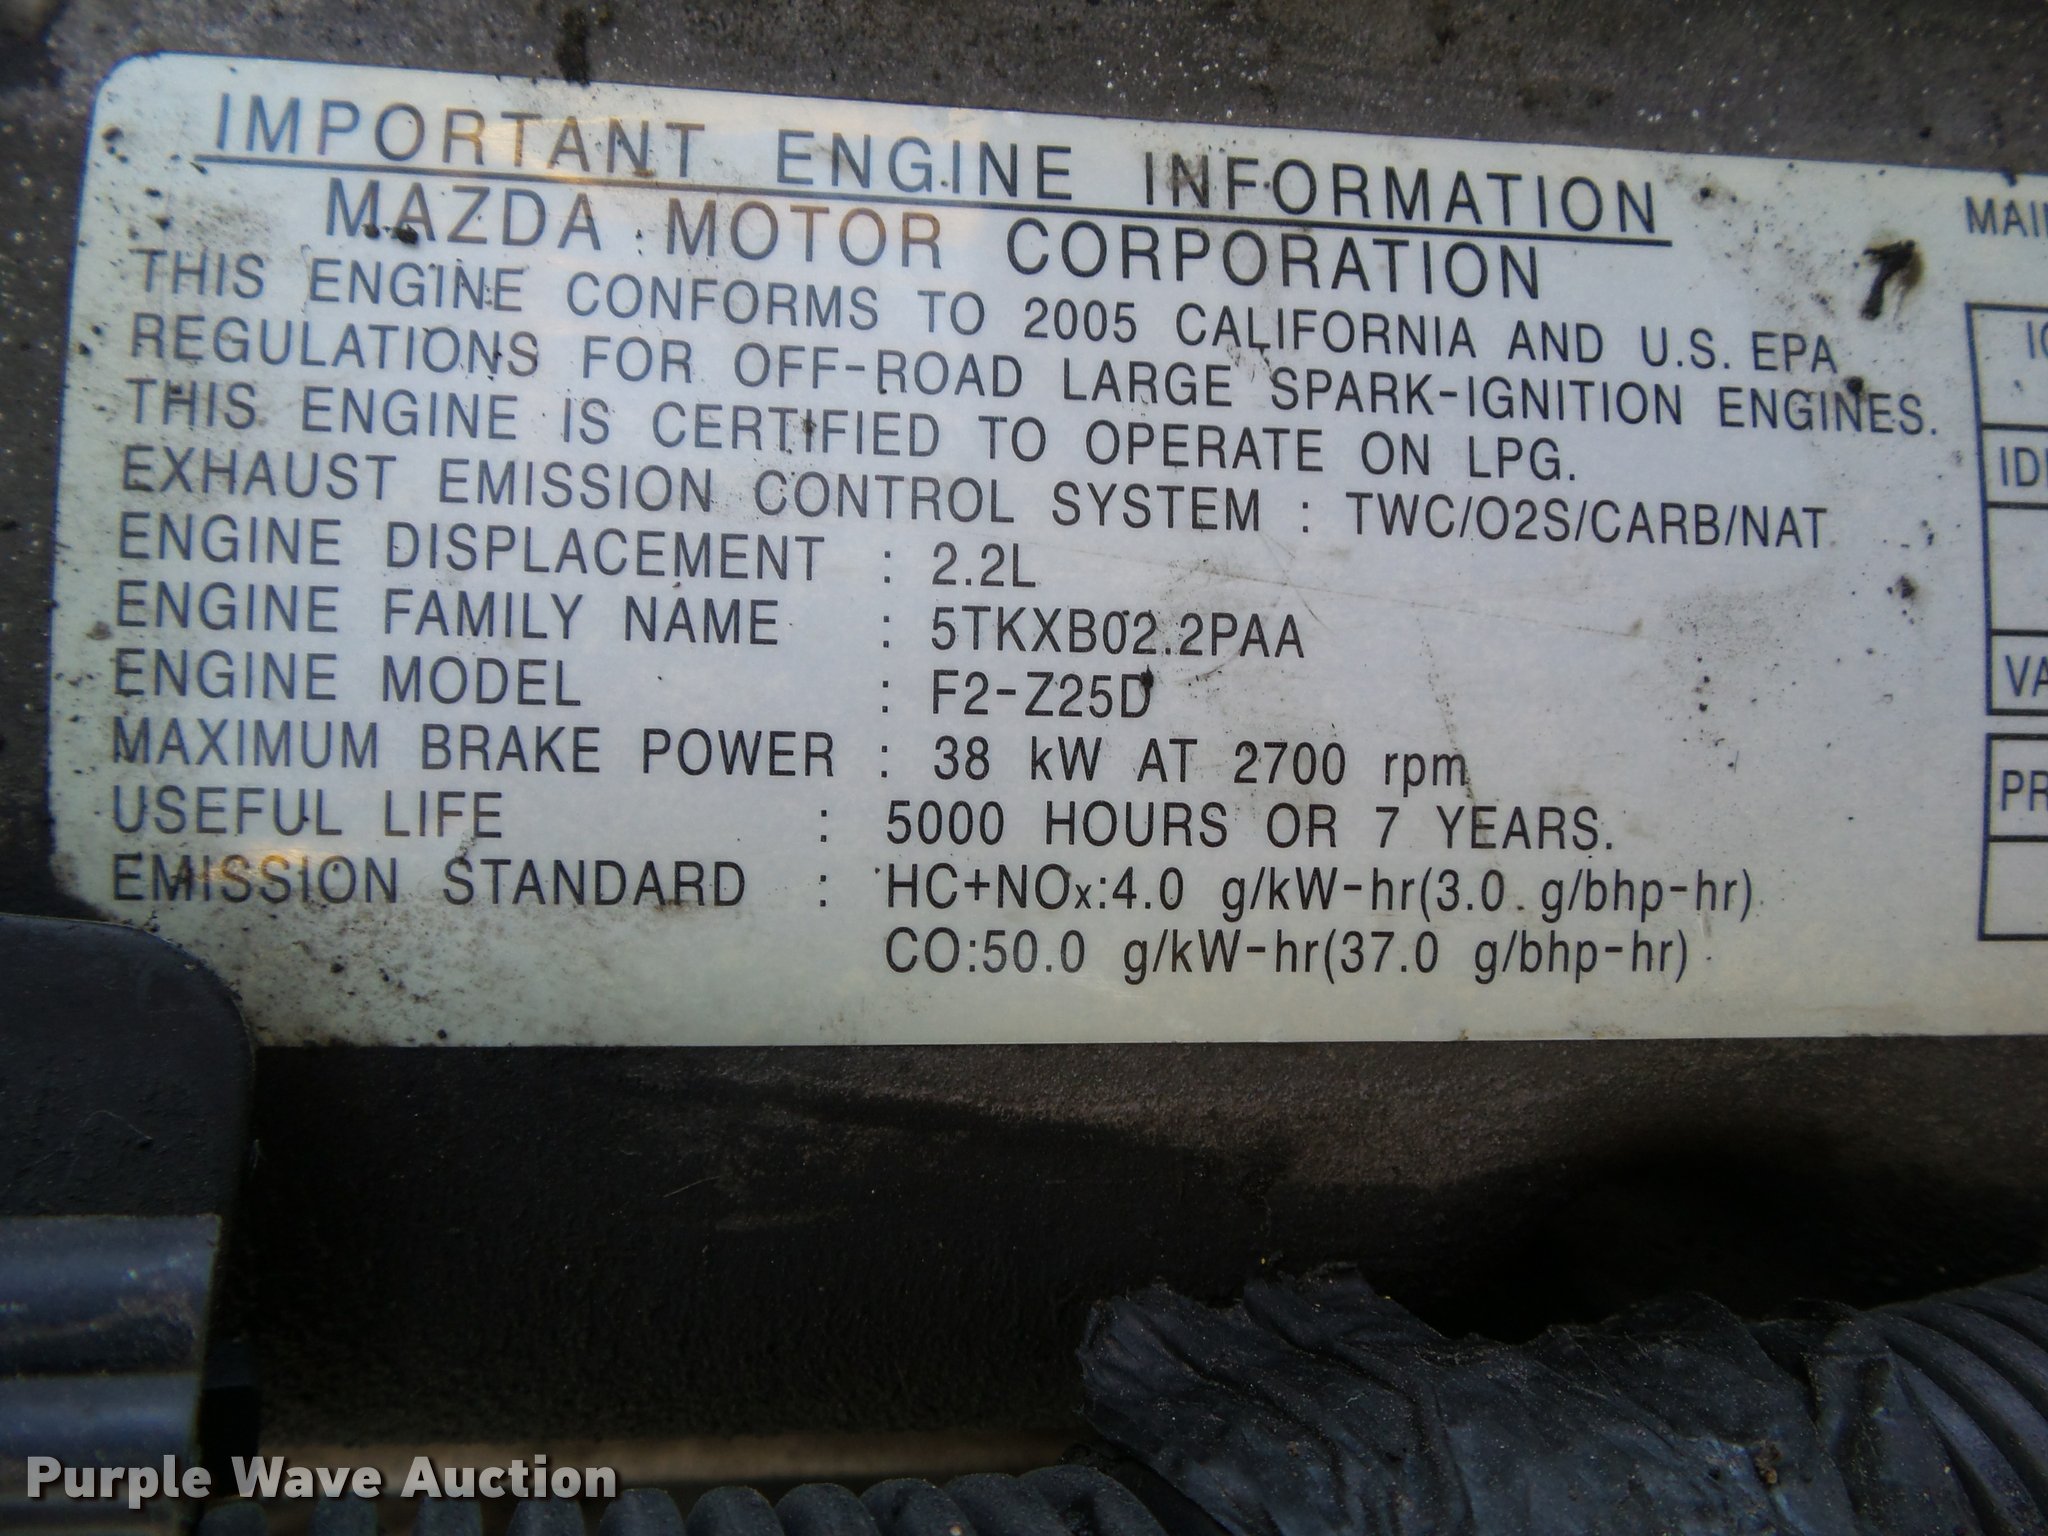 IMPORTANT ENGINE INFORMATION
MAZDA MOTOR CORPORATION
THIS ENGINE CONFORMS TO 2005 CALIFORNIA AND U.S. EPA
REGULATIONS FOR OFF-ROAD LARGE SPARK-IGNITION ENGINES.
THIS ENGINE IS CERTIFIED TO OPERATE ON LPG.
EXHAUST EMISSION CONTROL SYSTEM : TWC/O2S/CARB/NAT
ENGINE DISPLACEMENT : 2.2L
ENGINE FAMILY NAME : 5TKXB02.2PAA
ENGINE MODEL : F2-Z25D
MAXIMUM BRAKE POWER : 38 kW AT 2700 rpm
USEFUL LIFE : 5000 HOURS OR 7 YEARS.
EMISSION STANDARD : HC+NOx:4.0 g/kW-hr(3.0 g/bhp-hr)
CO:50.0 g/kW-hr(37.0 g/bhp-hr)
Purple Wave Auction